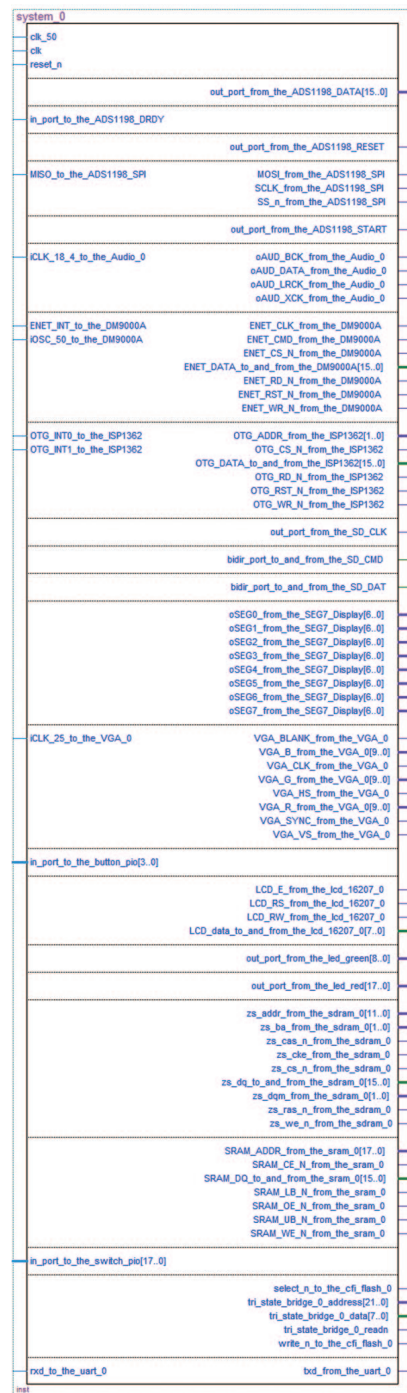 system_0
clk_50
clk
reset_n
out_port_from_the_ADS1198_DATA[15..0]
in_port_to_the_ADS1198_DRDY
out_port_from_the_ADS1198_RESET
MISO_to_the_ADS1198_SPI MOSI_from_the_ADS1198_SPI
SCLK_from_the_ADS1198_SPI
SS_n_from_the_ADS1198_SPI
out_port_from_the_ADS1198_START
iCLK_18_4_to_the_Audio_0 oAUD_BCK_from_the_Audio_0
oAUD_DATA_from_the_Audio_0
oAUD_LRCK_from_the_Audio_0
oAUD_XCK_from_the_Audio_0
ENET_INT_to_the_DM9000A ENET_CLK_from_the_DM9000A
iOSC_50_to_the_DM9000A ENET_CMD_from_the_DM9000A
ENET_CS_N_from_the_DM9000A
ENET_DATA_to_and_from_the_DM9000A[15..0]
ENET_RD_N_from_the_DM9000A
ENET_RST_N_from_the_DM9000A
ENET_WR_N_from_the_DM9000A
OTG_INT0_to_the_ISP1362 OTG_ADDR_from_the_ISP1362[1..0]
OTG_INT1_to_the_ISP1362 OTG_CS_N_from_the_ISP1362
OTG_DATA_to_and_from_the_ISP1362[15..0]
OTG_RD_N_from_the_ISP1362
OTG_RST_N_from_the_ISP1362
OTG_WR_N_from_the_ISP1362
out_port_from_the_SD_CLK
bidir_port_to_and_from_the_SD_CMD
bidir_port_to_and_from_the_SD_DAT
oSEG0_from_the_SEG7_Display[6..0]
oSEG1_from_the_SEG7_Display[6..0]
oSEG2_from_the_SEG7_Display[6..0]
oSEG3_from_the_SEG7_Display[6..0]
oSEG4_from_the_SEG7_Display[6..0]
oSEG5_from_the_SEG7_Display[6..0]
oSEG6_from_the_SEG7_Display[6..0]
oSEG7_from_the_SEG7_Display[6..0]
iCLK_25_to_the_VGA_0 VGA_BLANK_from_the_VGA_0
VGA_B_from_the_VGA_0[9..0]
VGA_CLK_from_the_VGA_0
VGA_G_from_the_VGA_0[9..0]
VGA_HS_from_the_VGA_0
VGA_R_from_the_VGA_0[9..0]
VGA_SYNC_from_the_VGA_0
VGA_VS_from_the_VGA_0
in_port_to_the_button_pio[3..0]
LCD_E_from_the_lcd_16207_0
LCD_RS_from_the_lcd_16207_0
LCD_RW_from_the_lcd_16207_0
LCD_data_to_and_from_the_lcd_16207_0[7..0]
out_port_from_the_led_green[8..0]
out_port_from_the_led_red[17..0]
zs_addr_from_the_sdram_0[11..0]
zs_ba_from_the_sdram_0[1..0]
zs_cas_n_from_the_sdram_0
zs_cke_from_the_sdram_0
zs_cs_n_from_the_sdram_0
zs_dq_to_and_from_the_sdram_0[15..0]
zs_dqm_from_the_sdram_0[1..0]
zs_ras_n_from_the_sdram_0
zs_we_n_from_the_sdram_0
SRAM_ADDR_from_the_sram_0[17..0]
SRAM_CE_N_from_the_sram_0
SRAM_DQ_to_and_from_the_sram_0[15..0]
SRAM_LB_N_from_the_sram_0
SRAM_OE_N_from_the_sram_0
SRAM_UB_N_from_the_sram_0
SRAM_WE_N_from_the_sram_0
in_port_to_the_switch_pio[17..0]
select_n_to_the_cfi_flash_0
tri_state_bridge_0_address[21..0]
tri_state_bridge_0_data[7..0]
tri_state_bridge_0_readn
write_n_to_the_cfi_flash_0
rxd_to_the_uart_0 txd_from_the_uart_0
inst